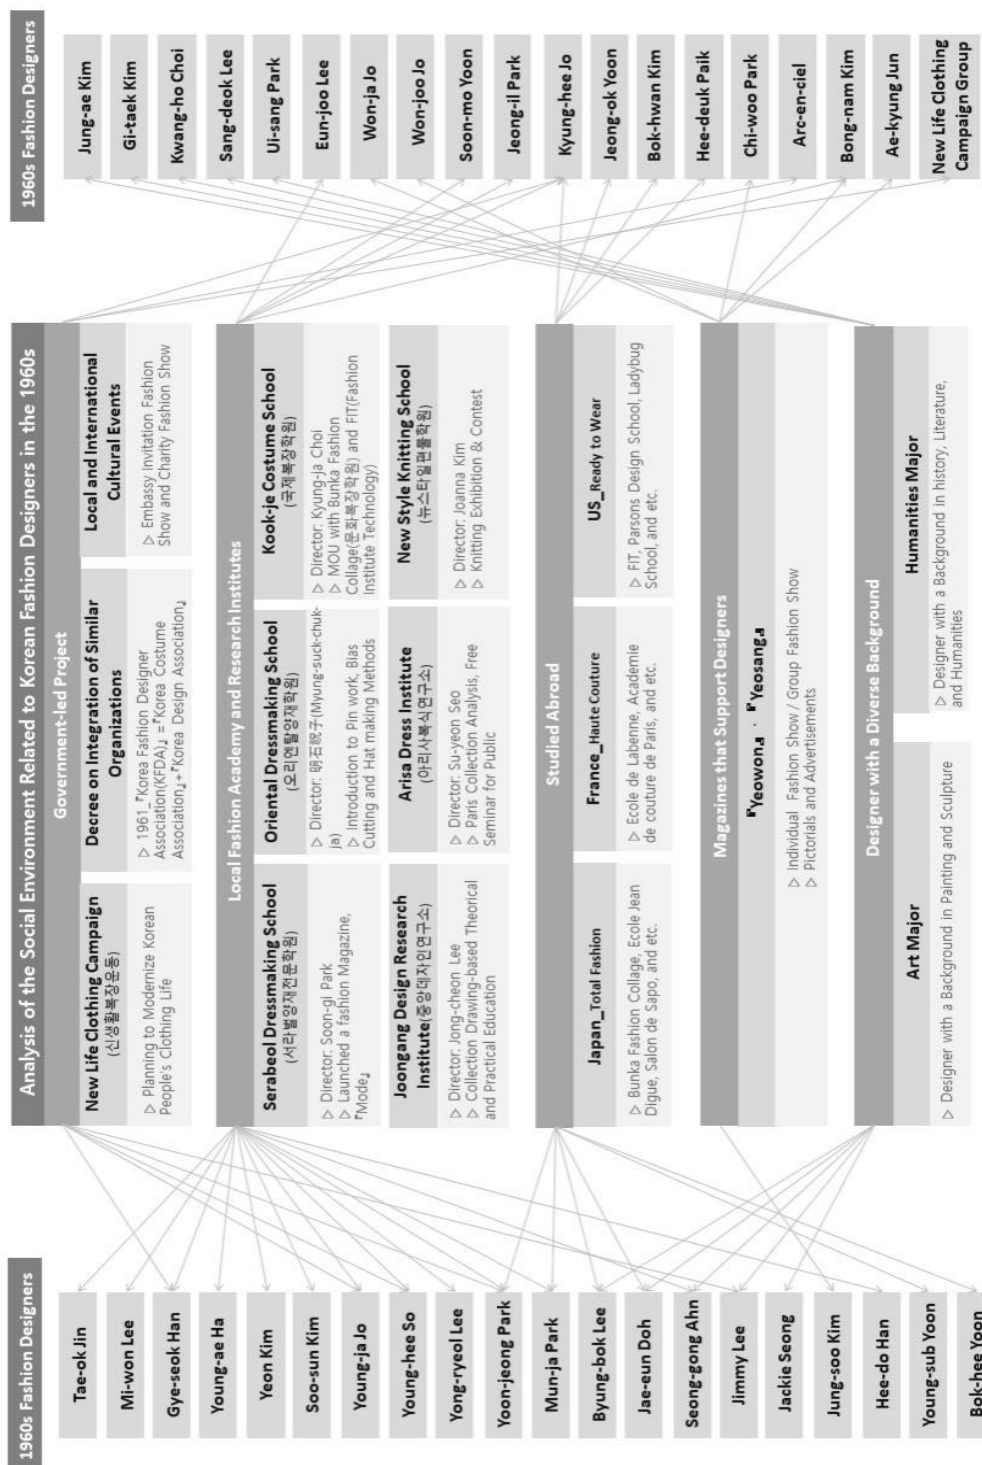 1960s Fashion Designers
Tae-ok Jin
Mi-won Lee
Gye-seok Han
Young-ae Ha
Yeon Kim
Soo-sun Kim
Young-ja Jo
Young-hee So
Yong-ryeol Lee
Yoon-jeong Park
Mun-ja Park
Byung-bok Lee
Jae-eun Doh
Seong-gong Ahn
Jimmy Lee
Jackie Seong
Jung-soo Kim
Hee-do Han
Young-sub Yoon
Bok-hee Yoon
Analysis of the Social Environment Related to Korean Fashion Designers in the 1960s
Government-led Project
New Life Clothing Campaign
(신생활복장운동)
▷ Planning to Modernize Korean
People's Clothing Life
Decree on Integration of Similar
Organizations
▷ 1961_『Korea Fashion Designer
Association(KFDA)』 =『Korea Costume
Association』+『Korea Design Association』
Local and International
Cultural Events
▷ Embassy Invitation Fashion
Show and Charity Fashion Show
Local Fashion Academy and Research Institutes
Serabeol Dressmaking School
(서라벌양재전문학원)
▷ Director: Soon-gi Park
▷ Launched a fashion Magazine,
『Mode』
Oriental Dressmaking School
(오리엔탈양재학원)
▷ Director: 明石皖子(Myung-suck-chuk-
ja)
▷ Introduction to Pin work, Bias
Cutting and Hat making Methods
Kook-je Costume School
(국제복장학원)
▷ Director: Kyung-ja Choi
▷ MOU with Bunka Fashion
Collage(문화복장학원) and FIT(Fashion
Institute Technology)
Joongang Design Research
Institute(중앙데자인연구소)
▷ Director: Jong-cheon Lee
▷ Collection Drawing-based Theorical
and Practical Education
Arisa Dress Institute
(아리사복식연구소)
▷ Director: Su-yeon Seo
▷ Paris Collection Analysis, Free
Seminar for Public
New Style Knitting School
(뉴스타일편물학원)
▷ Director: Joanna Kim
▷ Knitting Exhibition & Contest
Studied Abroad
Japan_Total Fashion
▷ Bunka Fashion Collage, Ecole Jean
Digue, Salon de Sapo, and etc.
France_Haute Couture
▷ Ecole de Labenne, Academie
de couture de Paris, and etc.
US_Ready to Wear
▷ FIT, Parsons Design School, Ladybug
School, and etc.
Magazines that Support Designers
『Yeowon』 · 『Yeosang』
▷ Individual Fashion Show / Group Fashion Show
▷ Pictorials and Advertisements
Designer with a Diverse Background
Art Major
▷ Designer with a Background in Painting and Sculpture
Humanities Major
▷ Designer with a Background in history, Literature,
and Humanities
1960s Fashion Designers
Jung-ae Kim
Gi-taek Kim
Kwang-ho Choi
Sang-deok Lee
Ui-sang Park
Eun-joo Lee
Won-ja Jo
Won-joo Jo
Soon-mo Yoon
Jeong-il Park
Kyung-hee Jo
Jeong-ok Yoon
Bok-hwan Kim
Hee-deuk Paik
Chi-woo Park
Arc-en-ciel
Bong-nam Kim
Ae-kyung Jun
New Life Clothing
Campaign Group